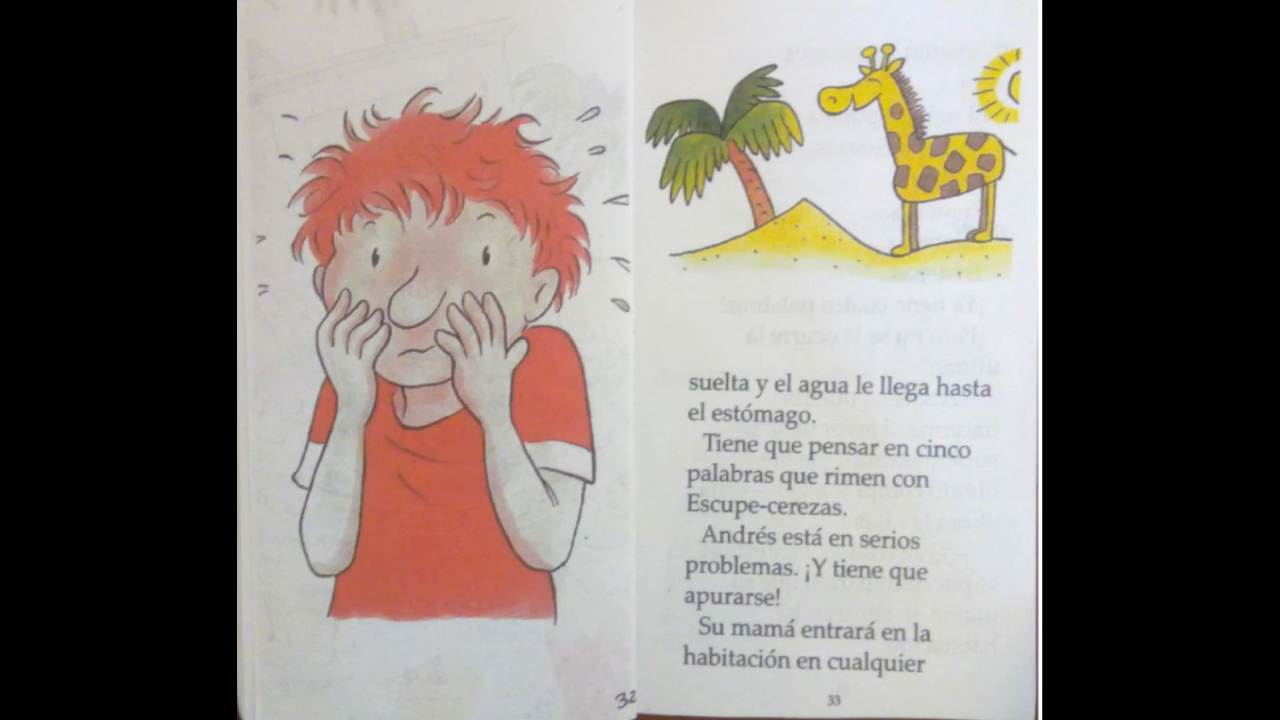 suelta y el agua le llega hasta
el estómago.
Tiene que pensar en cinco
palabras que rimen con
Escupe-cerezas.
Andrés está en serios
problemas. ¡Y tiene que
apurarse!
Su mamá entrará en la
habitación en cualquier
32
33